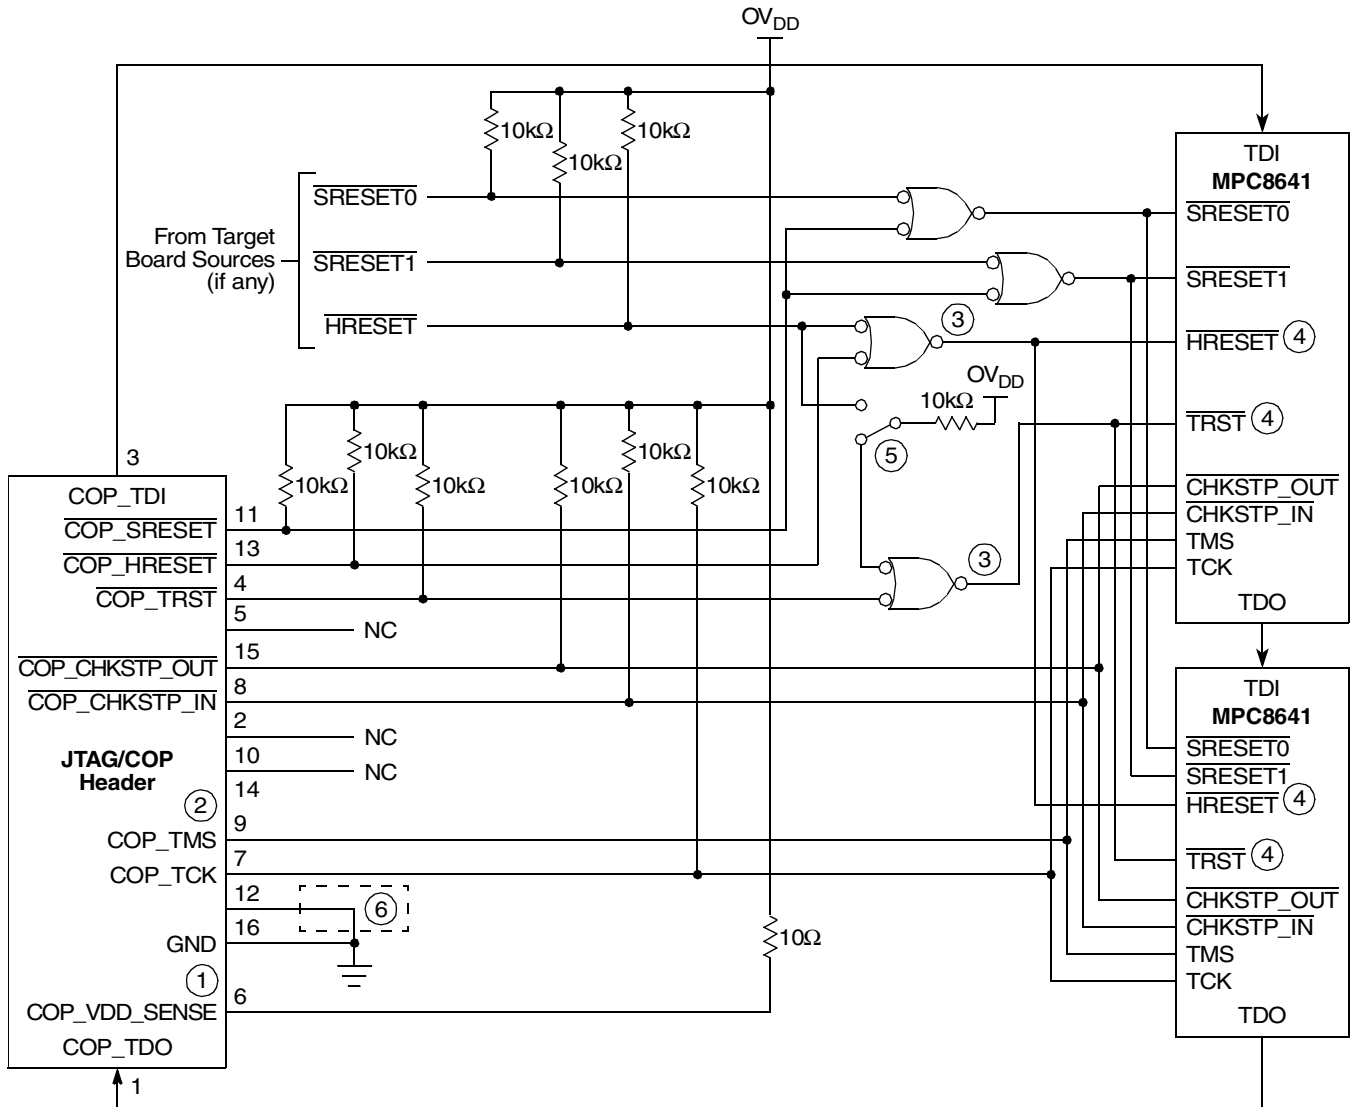 OVDD
10kΩ
10kΩ
10kΩ
From Target
Board Sources
(if any)
SRESET0
SRESET1
HRESET
3
OVDD
10kΩ
5
3
TDI
MPC8641
SRESET0
SRESET1
HRESET 4
TRST 4
CHKSTP_OUT
CHKSTP_IN
TMS
TCK
TDO
10kΩ
10kΩ
10kΩ
10kΩ
10kΩ
10kΩ
3
COP_TDI
COP_SRESET 11
COP_HRESET 13
COP_TRST 4
5 NC
COP_CHKSTP_OUT 15
COP_CHKSTP_IN 8
2 NC
JTAG/COP
Header
10 NC
14
2
COP_TMS 9
COP_TCK 7
12
6
GND 16
1
COP_VDD_SENSE 6
COP_TDO
1
10Ω
TDI
MPC8641
SRESET0
SRESET1
HRESET 4
TRST 4
CHKSTP_OUT
CHKSTP_IN
TMS
TCK
TDO